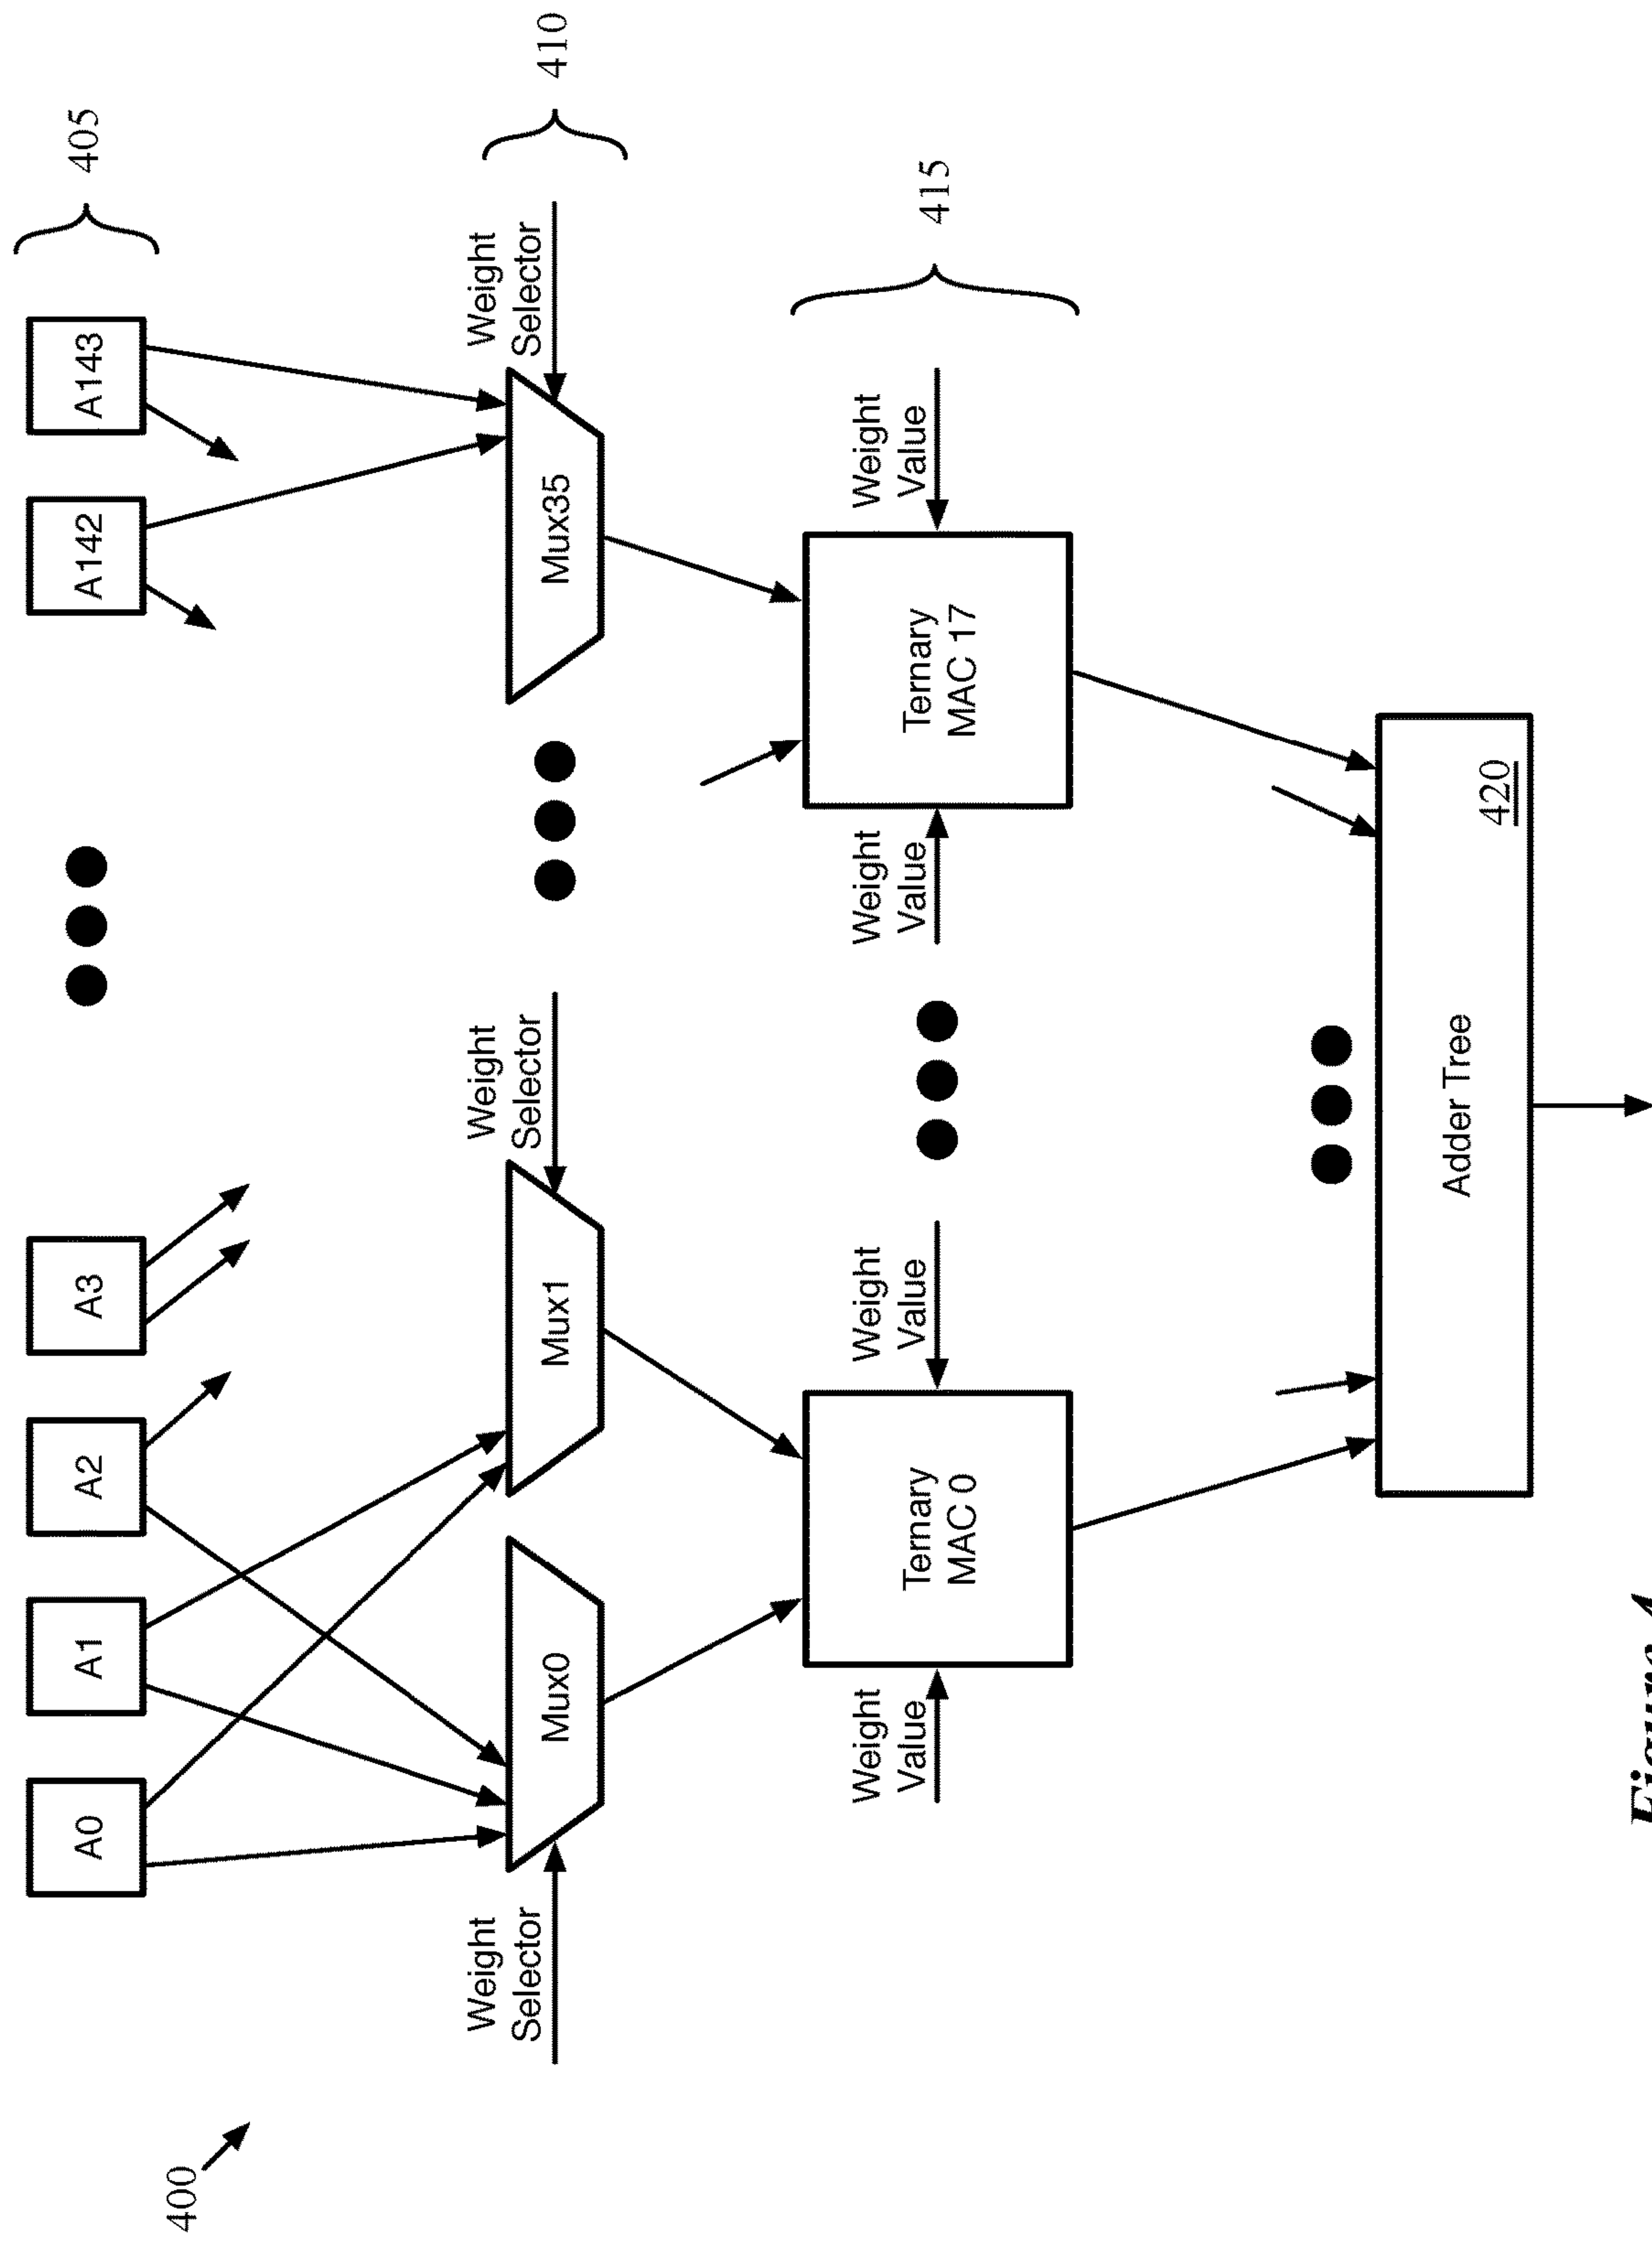 400
405
A0
A1
A2
A3
A142
A143
410
Weight
Selector
Mux0
Mux1
Weight
Selector
Mux35
Weight
Selector
415
Weight
Value
Ternary
MAC 0
Weight
Value
Weight
Value
Ternary
MAC 17
Weight
Value
Adder Tree
420